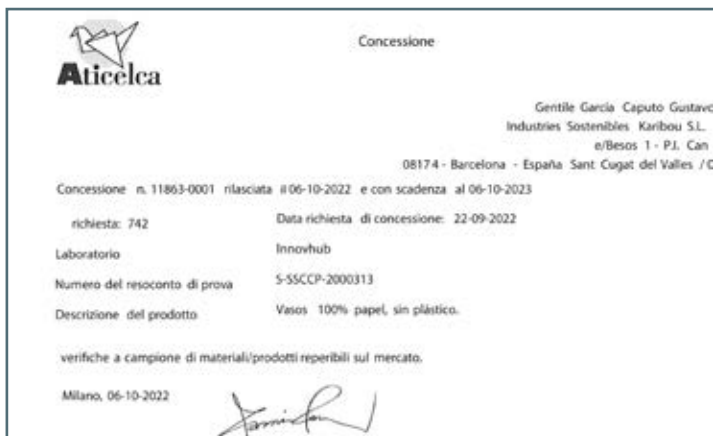 Aticelca
Concessione
Gentile Garcia Caputo Gustavo
Industries Sostenibles Karibou S.L.
e/Besos 1 - P.I. Can
08174 - Barcelona - España Sant Cugat del Valles / C
Concessione n. 11863-0001 rilasciata il 06-10-2022 e con scadenza al 06-10-2023
richiesta: 742 Data richiesta di concessione: 22-09-2022
Laboratorio Innovhub
Numero del resoconto di prova S-SSCCP-2000313
Descrizione del prodotto Vasos 100% papel, sin plástico.
verifiche a campione di materiali/prodotti reperibili sul mercato.
Milano, 06-10-2022